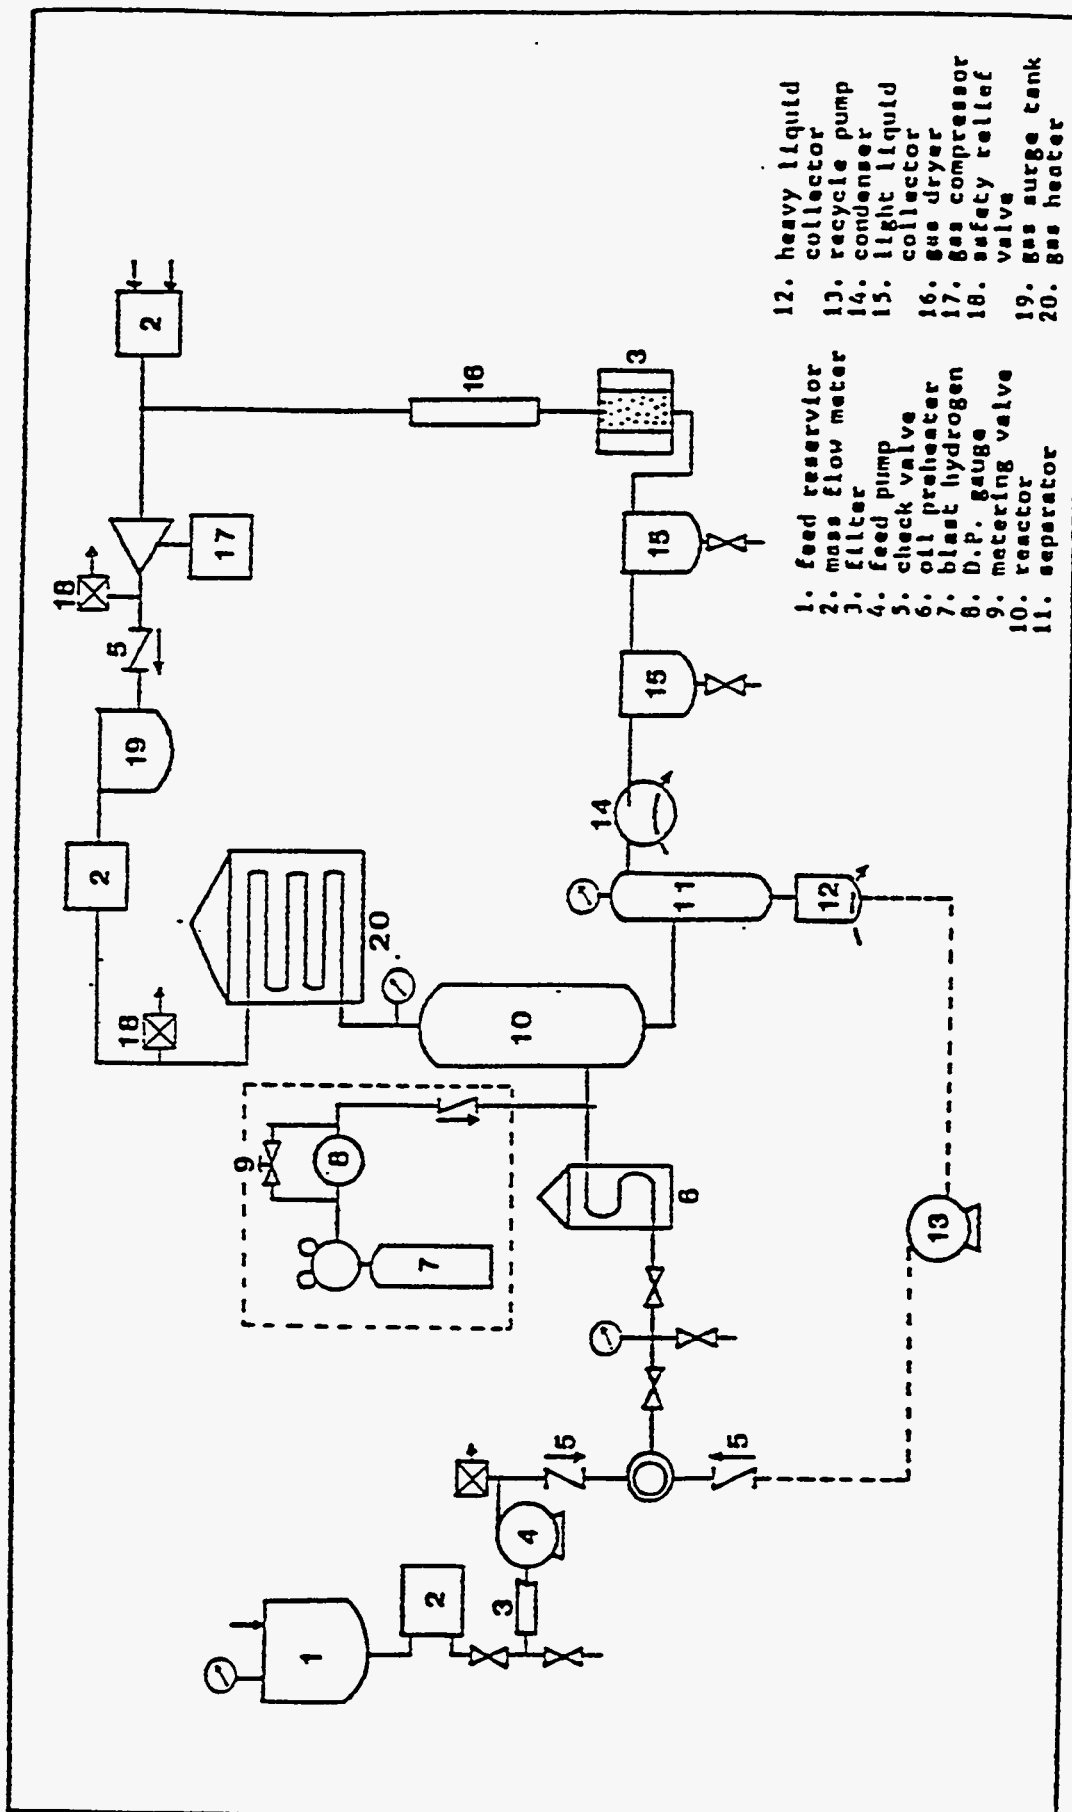 18
2
5
18
19
2
17
9
1
8
20
7
2
16
3
4
10
5
14
3
15
15
6
11
5
12
13
1. feed reservior
2. mass flow meter
3. filter
4. feed pump
5. check valve
6. oil preheater
7. blast hydrogen
8. D.P. gauge
9. metering valve
10. reactor
11. separator
12. heavy liquid
collector
13. recycle pump
14. condenser
15. light liquid
collector
16. gas dryer
17. gas compressor
18. safety relief
valve
19. gas surge tank
20. gas heater